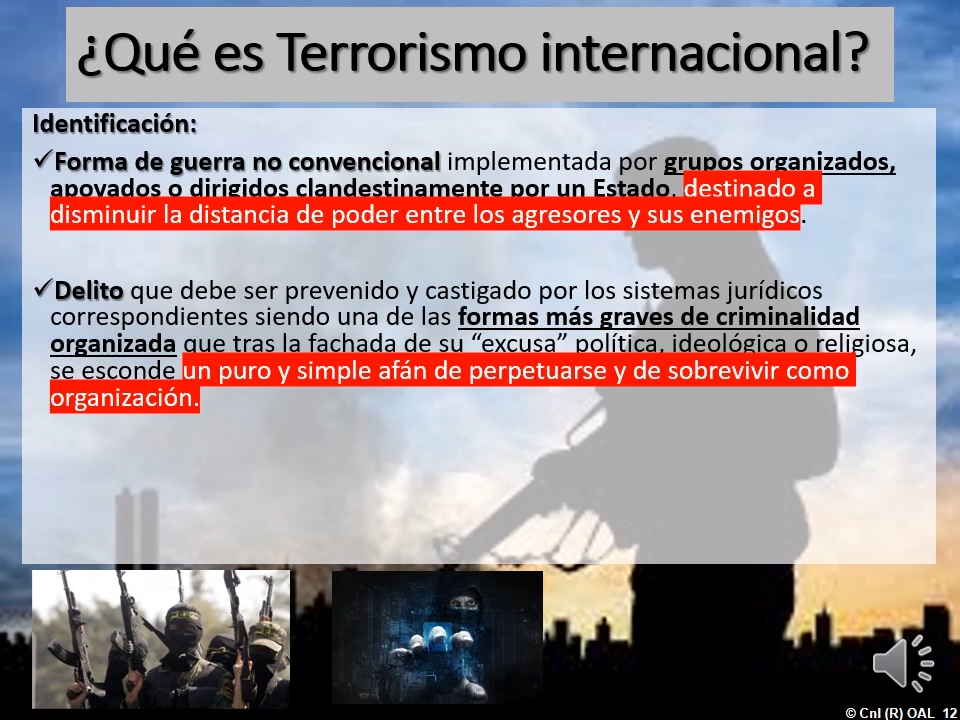 ¿Qué es Terrorismo internacional?
Identificación:
✓Forma de guerra no convencional implementada por grupos organizados,
apoyados o dirigidos clandestinamente por un Estado, destinado a
disminuir la distancia de poder entre los agresores y sus enemigos.
✓Delito que debe ser prevenido y castigado por los sistemas jurídicos
correspondientes siendo una de las formas más graves de criminalidad
organizada que tras la fachada de su “excusa” política, ideológica o religiosa,
se esconde un puro y simple afán de perpetuarse y de sobrevivir como
organización.
© Cnl (R) OAL 12